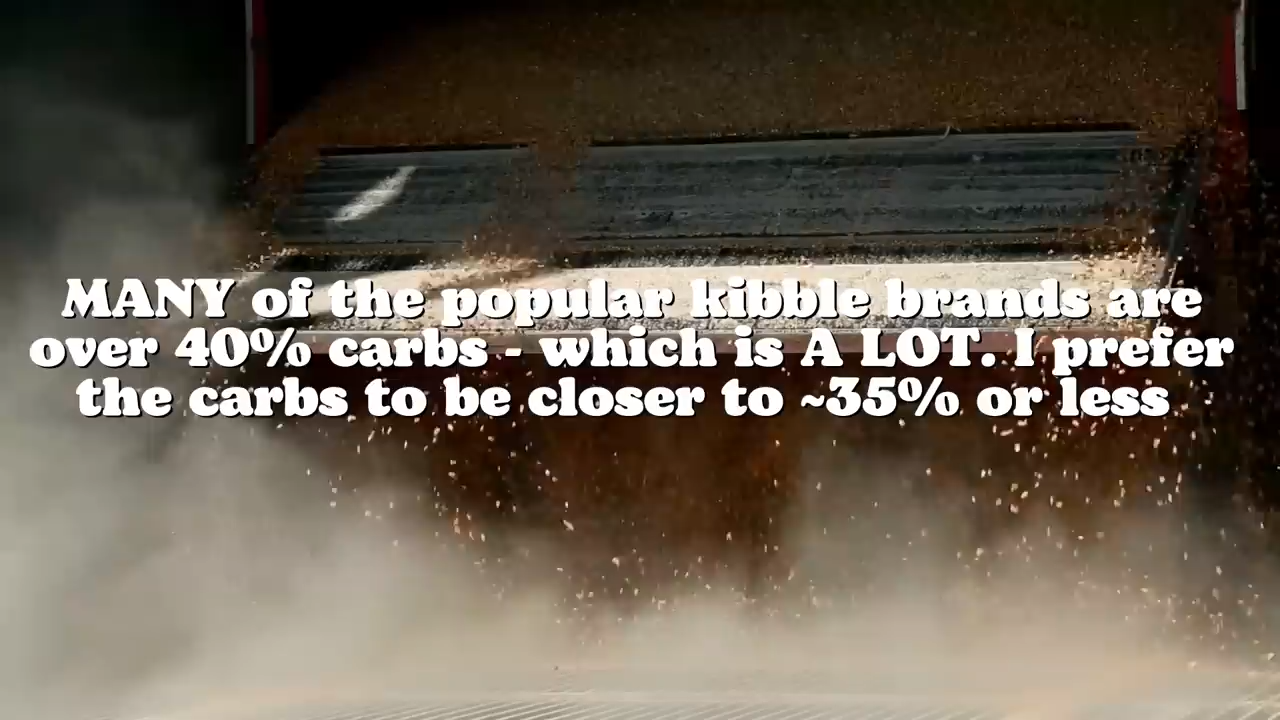 MANY of the popular kibble brands are
over 40% carbs - which is A LOT. I prefer
the carbs to be closer to ~35% or less